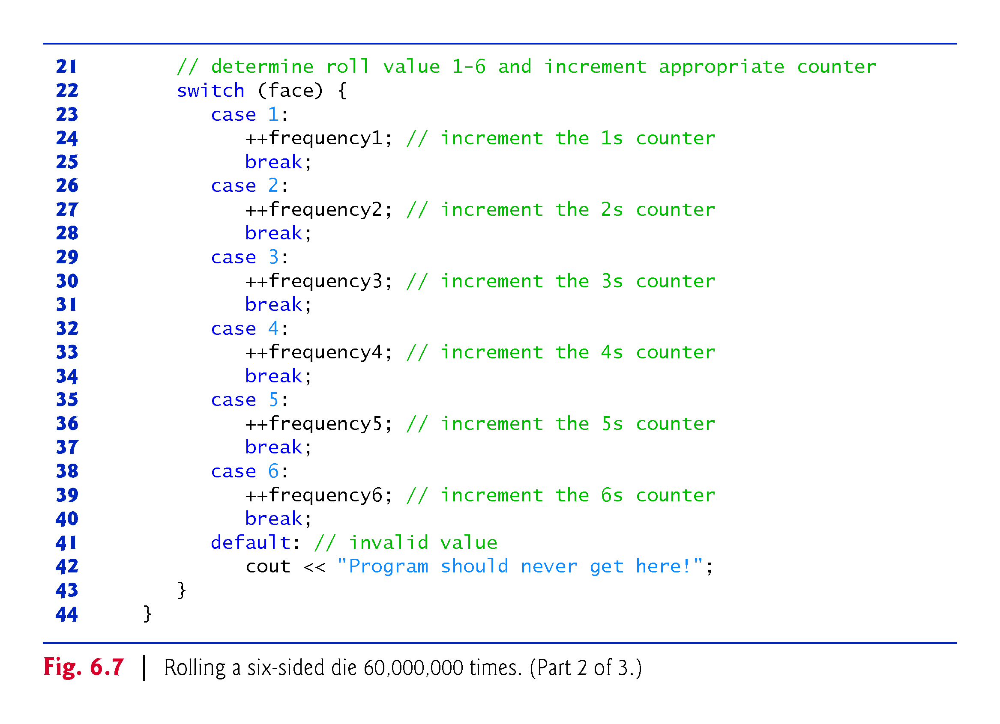 21 // determine roll value 1-6 and increment appropriate counter
22 switch (face) {
23 case 1:
24 ++frequency1; // increment the 1s counter
25 break;
26 case 2:
27 ++frequency2; // increment the 2s counter
28 break;
29 case 3:
30 ++frequency3; // increment the 3s counter
31 break;
32 case 4:
33 ++frequency4; // increment the 4s counter
34 break;
35 case 5:
36 ++frequency5; // increment the 5s counter
37 break;
38 case 6:
39 ++frequency6; // increment the 6s counter
40 break;
41 default: // invalid value
42 cout << "Program should never get here!";
43 }
44 }
Fig. 6.7 | Rolling a six-sided die 60,000,000 times. (Part 2 of 3.)